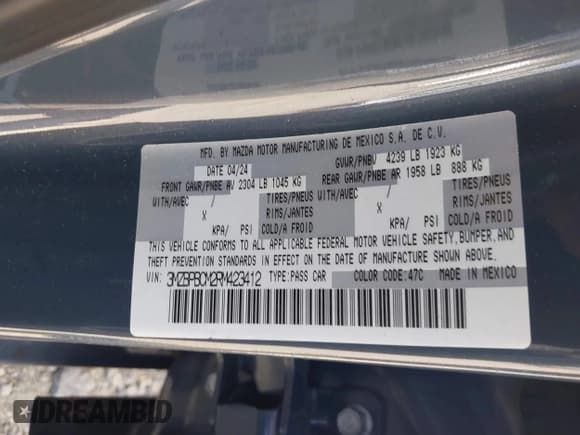 MFD. BY MAZDA MOTOR MANUFACTURING DE MEXICO S.A. DE C.V.
DATE 04/24 GVWR/PNBV 4239 LB 1923 KG
FRONT GAWR/PNBE AV 2304 LB 1045 KG REAR GAWR/PNBE AR 1958 LB 888 KG
WITH/AVEC / TIRES/PNEUS WITH/AVEC / TIRES/PNEUS
X RIMS/JANTES X RIMS/JANTES
KPA/ PSI COLD/A FROID KPA/ PSI COLD/A FROID
THIS VEHICLE CONFORMS TO ALL APPLICABLE FEDERAL MOTOR VEHICLE SAFETY, BUMPER, AND
THEFT PREVENTION STANDARDS IN EFFECT ON THE DATE OF MANUFACTURE SHOWN ABOVE.
VIN: 3MZBPBCM2RM423412 TYPE:PASS CAR COLOR CODE:47C MADE IN MEXICO
DREAMBID